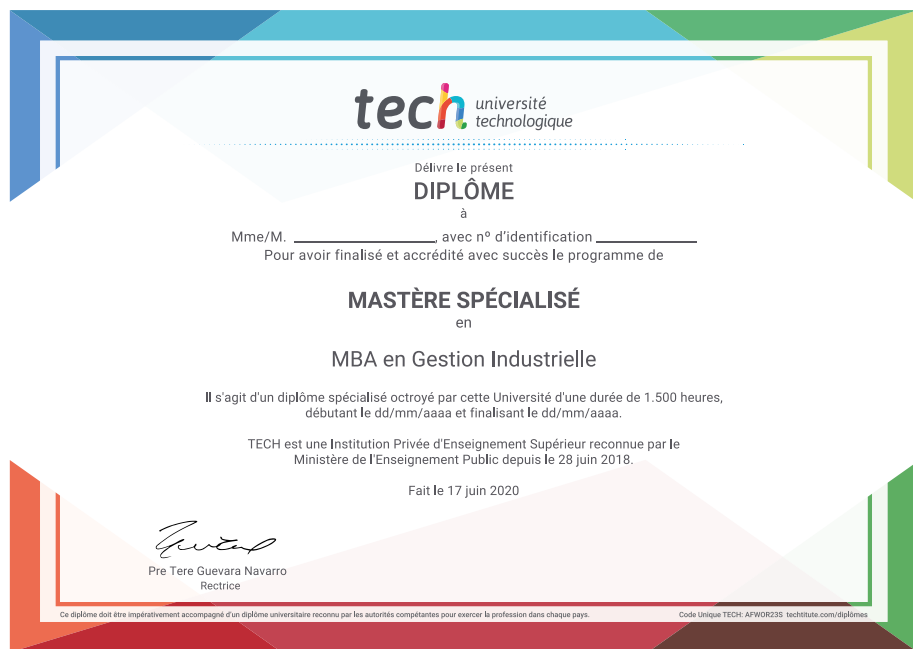 tech université
technologique
Délivre le présent
DIPLÔME
à
Mme/M. ____________________, avec nº d'identification ______________
Pour avoir finalisé et accrédité avec succès le programme de
MASTÈRE SPÉCIALISÉ
en
MBA en Gestion Industrielle
Il s'agit d'un diplôme spécialisé octroyé par cette Université d'une durée de 1.500 heures,
débutant le dd/mm/aaaa et finalisant le dd/mm/aaaa.
TECH est une Institution Privée d'Enseignement Supérieur reconnue par le
Ministère de l'Enseignement Public depuis le 28 juin 2018.
Fait le 17 juin 2020
Pre Tere Guevara Navarro
Rectrice
Ce diplôme doit être impérativement accompagné d'un diplôme universitaire reconnu par les autorités compétentes pour exercer la profession dans chaque pays.
Code Unique TECH: AFWOR23S techtitute.com/diplômes